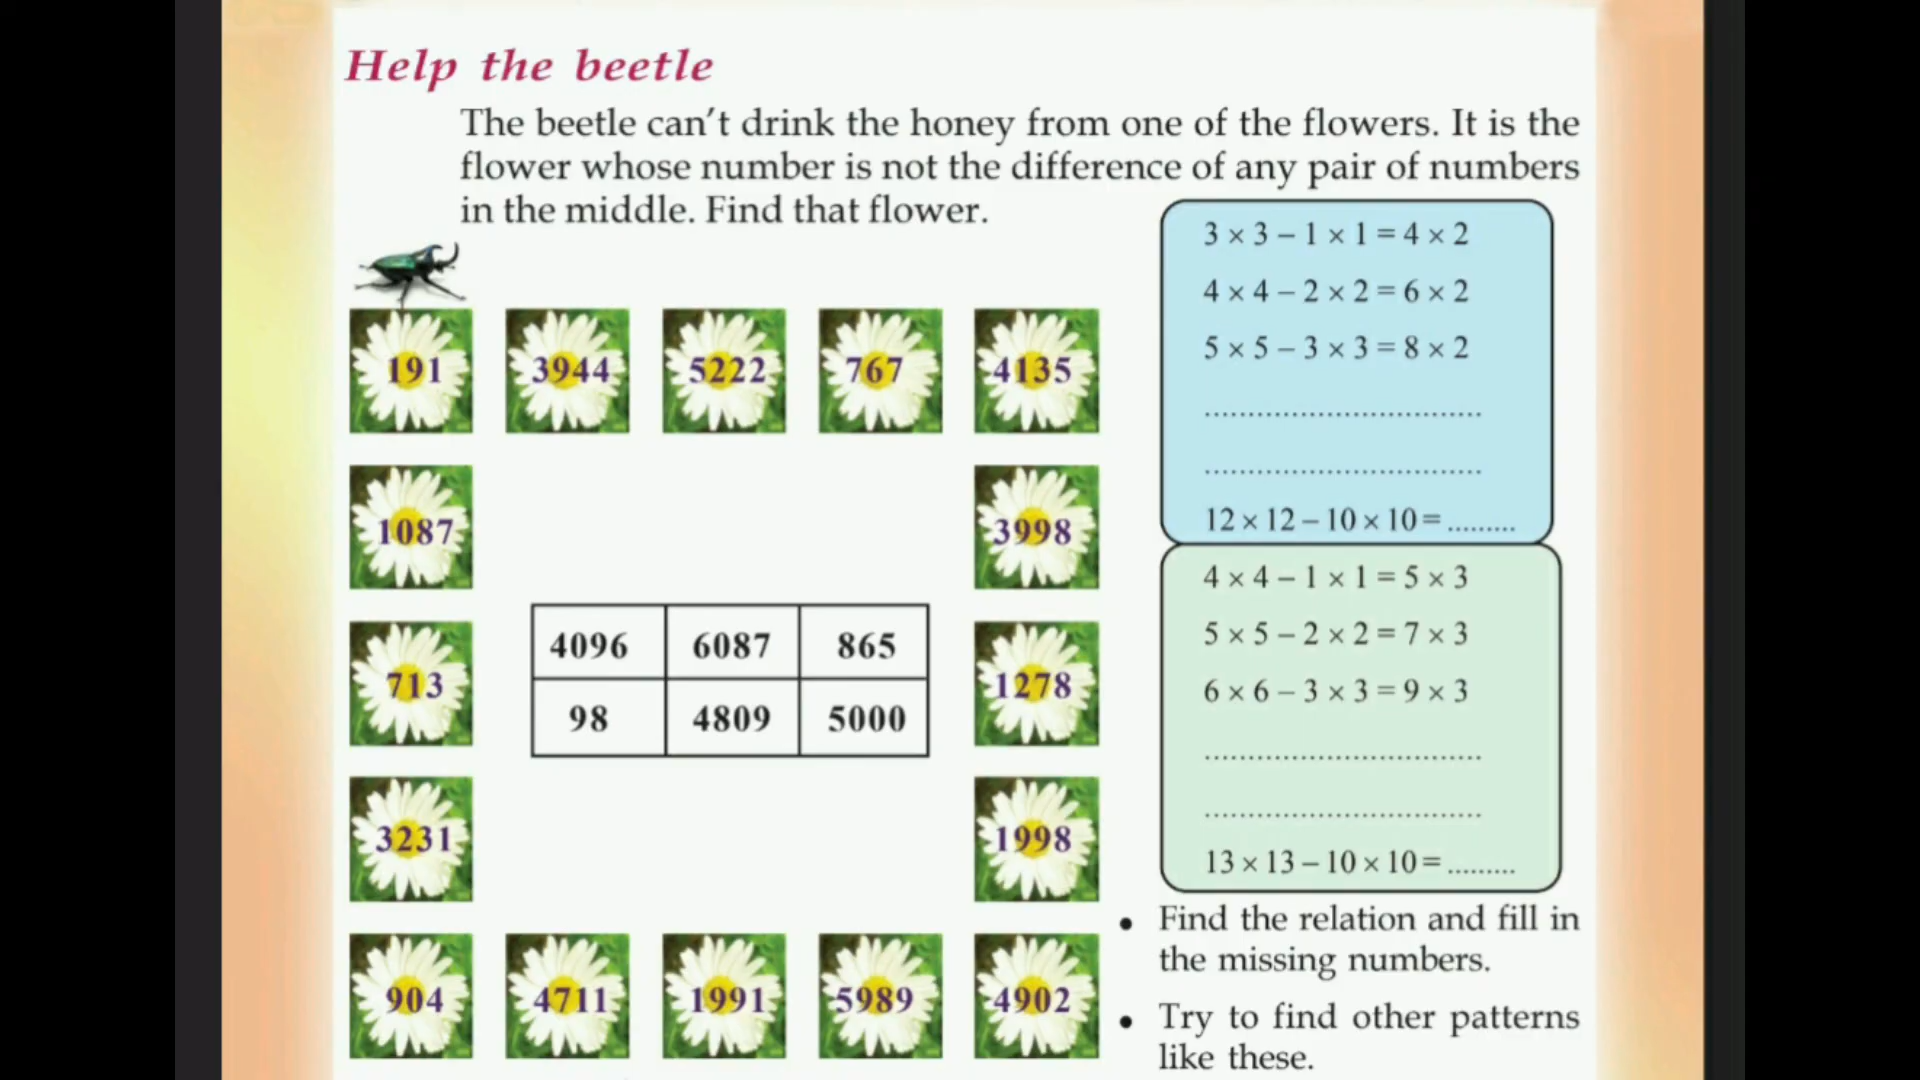 Help the beetle
The beetle can’t drink the honey from one of the flowers. It is the
flower whose number is not the difference of any pair of numbers
in the middle. Find that flower.
191 3944 5222 767 4135
1087 3998
713 1278
3231 1998
904 4711 1991 5989 4902
4096 6087 865
98 4809 5000
3 × 3 – 1 × 1 = 4 × 2
4 × 4 – 2 × 2 = 6 × 2
5 × 5 – 3 × 3 = 8 × 2
................................
................................
12 × 12 – 10 × 10 = .........
4 × 4 – 1 × 1 = 5 × 3
5 × 5 – 2 × 2 = 7 × 3
6 × 6 – 3 × 3 = 9 × 3
................................
................................
13 × 13 – 10 × 10 = .........
• Find the relation and fill in
the missing numbers.
• Try to find other patterns
like these.